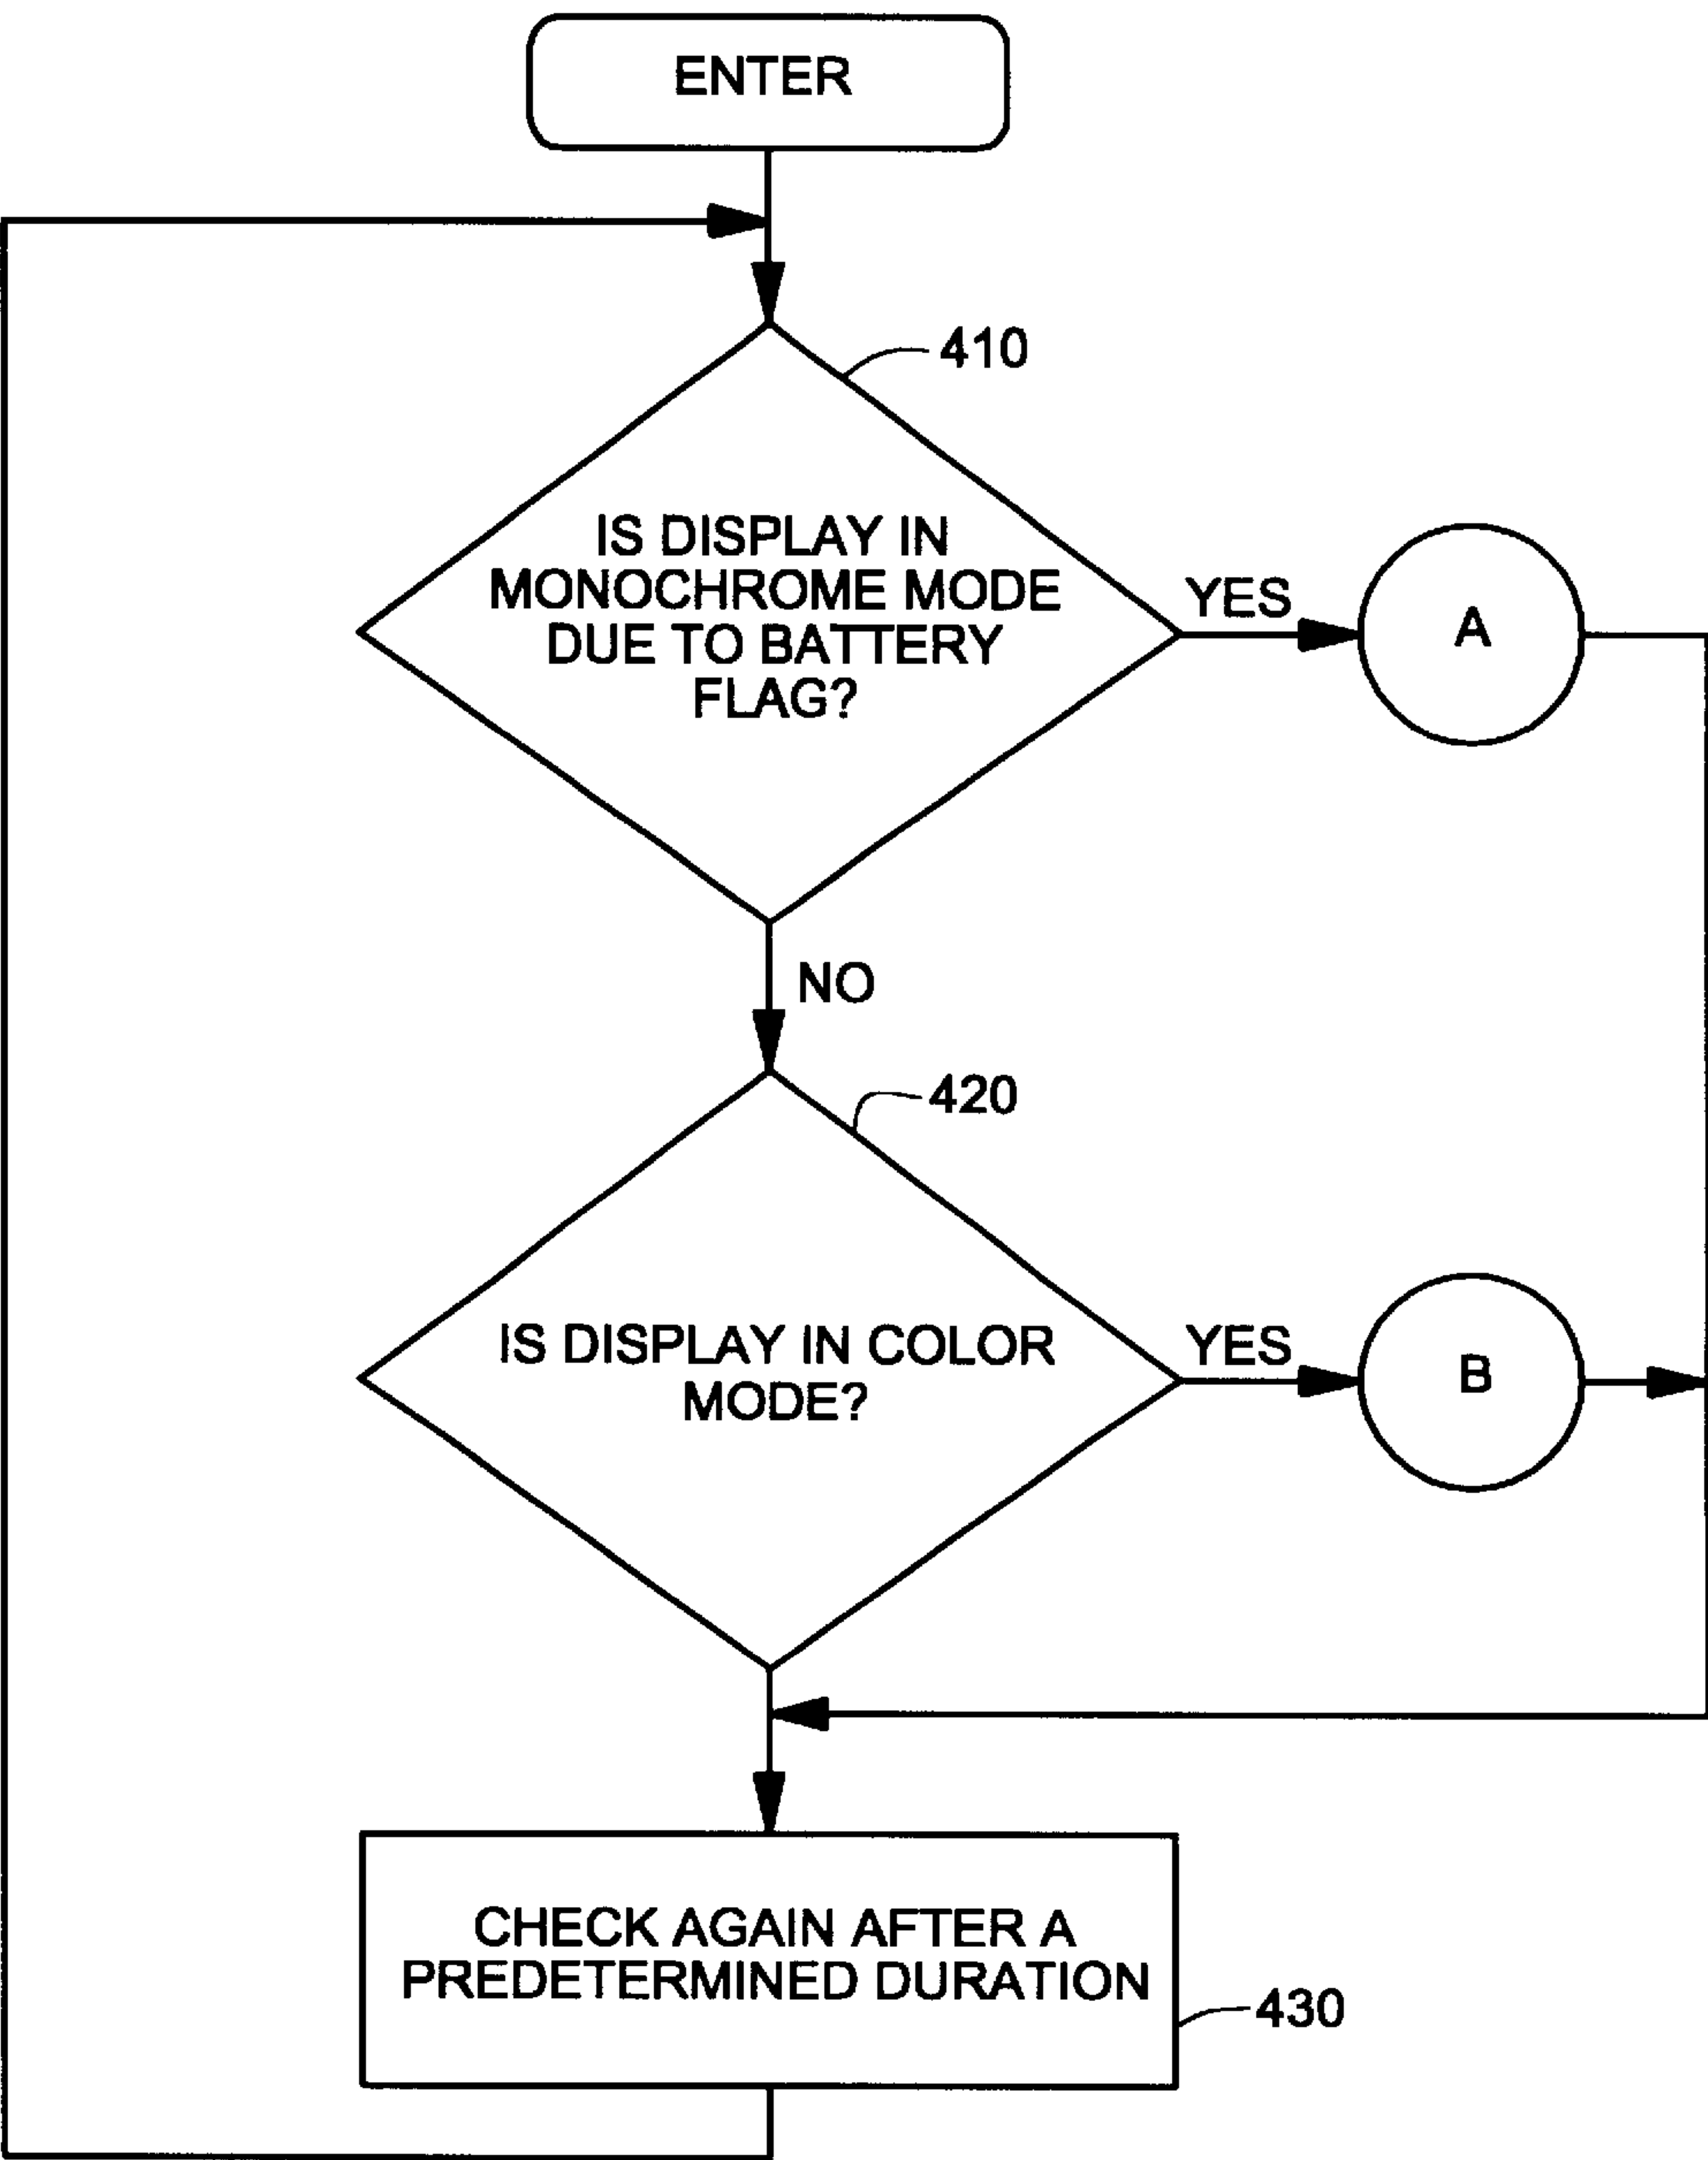 ENTER
410
IS DISPLAY IN
MONOCHROME MODE
DUE TO BATTERY
FLAG?
YES
A
NO
420
IS DISPLAY IN COLOR
MODE?
YES
B
CHECK AGAIN AFTER A
PREDETERMINED DURATION
430